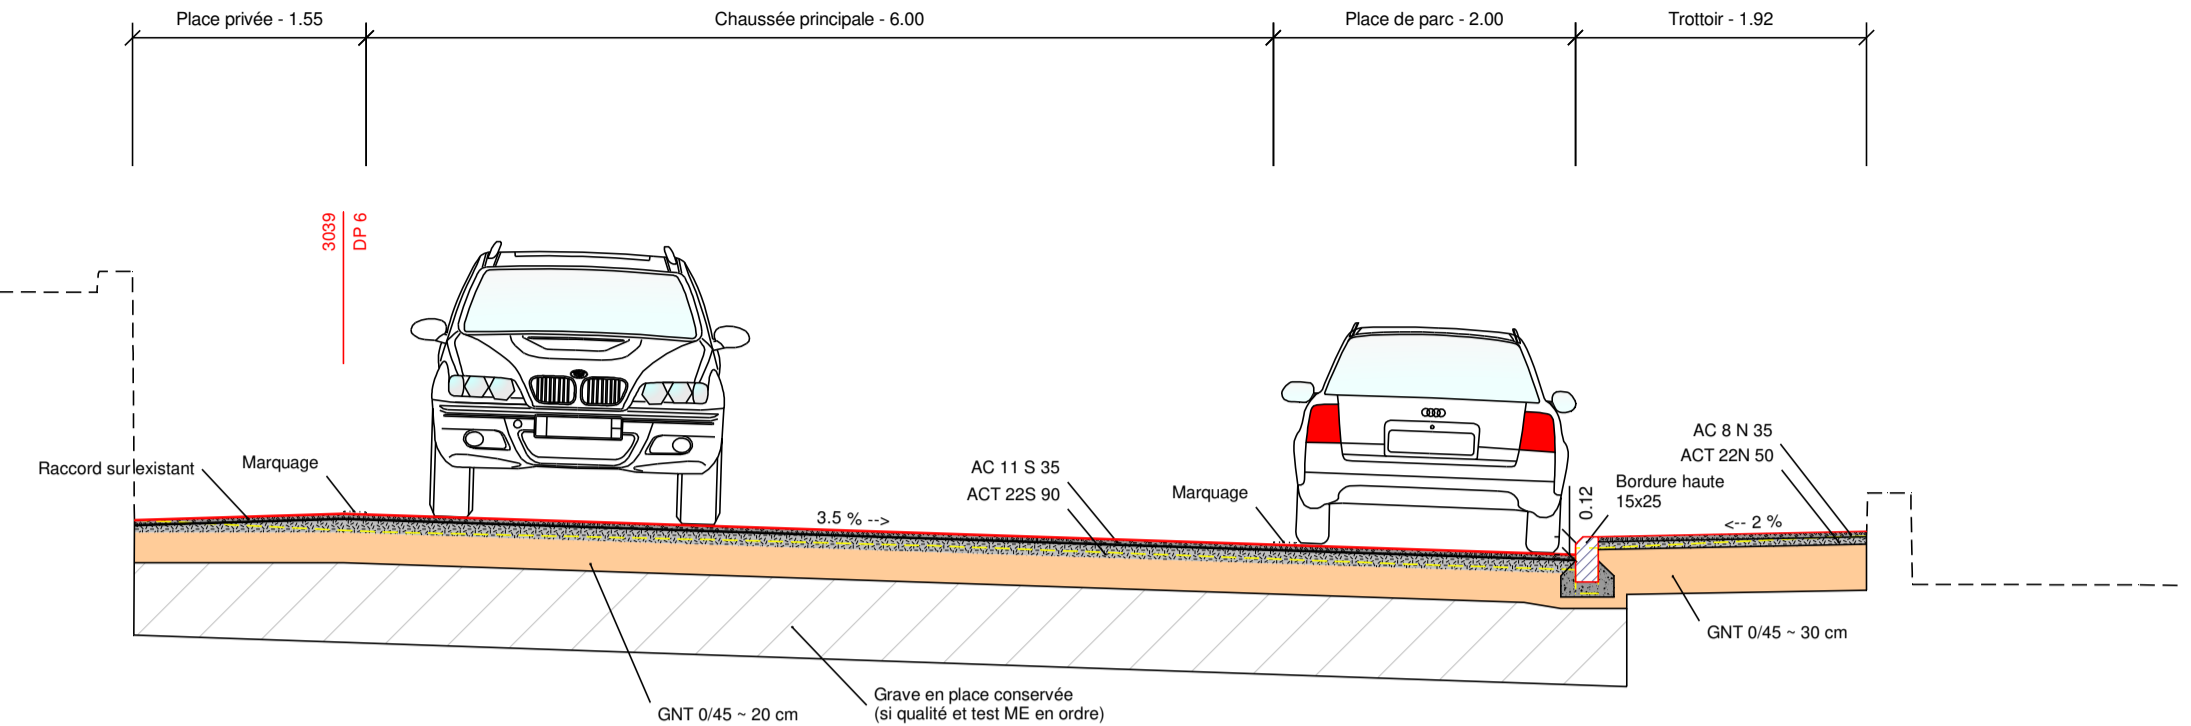 Place privée - 1.55
Chaussée principale - 6.00
Place de parc - 2.00
Trottoir - 1.92
3039
DP 6
Raccord sur existant
Marquage
3.5 % -->
AC 11 S 35
ACT 22S 90
Marquage
0.12
Bordure haute
15x25
AC 8 N 35
ACT 22N 50
<-- 2 %
GNT 0/45 ~ 30 cm
GNT 0/45 ~ 20 cm
Grave en place conservée
(si qualité et test ME en ordre)